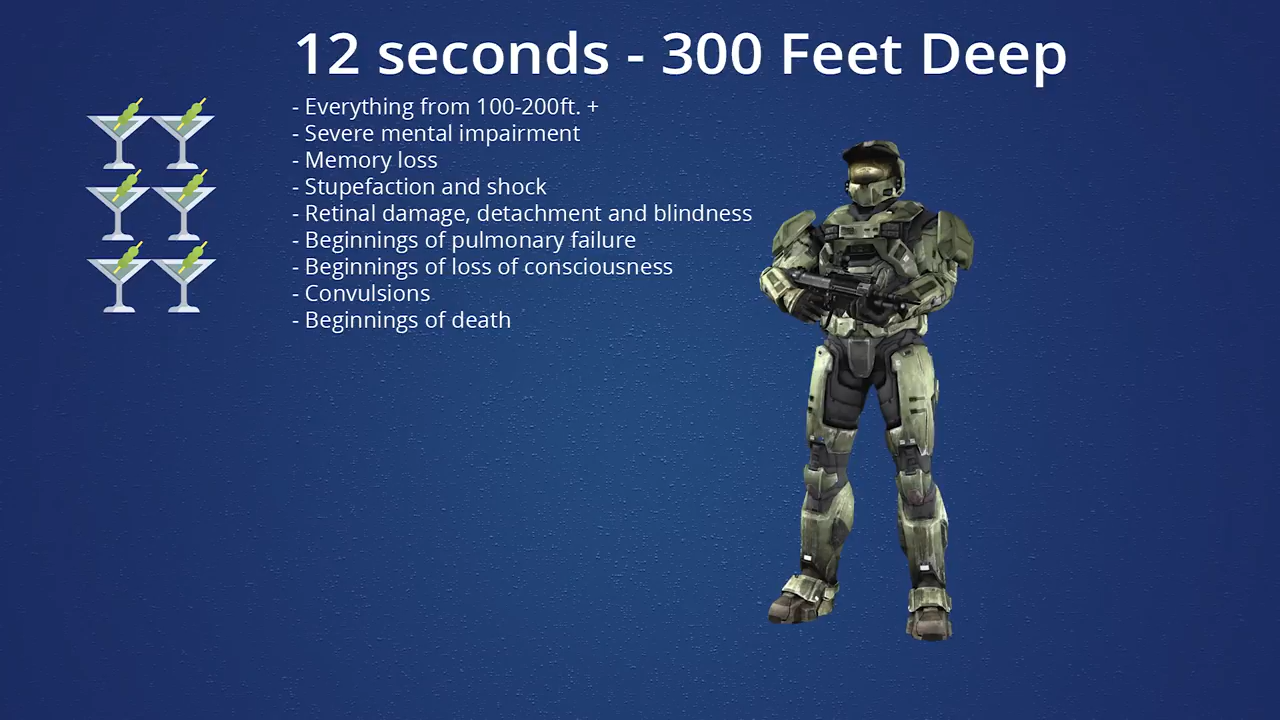 12 seconds - 300 Feet Deep
- Everything from 100-200ft. +
- Severe mental impairment
- Memory loss
- Stupefaction and shock
- Retinal damage, detachment and blindness
- Beginnings of pulmonary failure
- Beginnings of loss of consciousness
- Convulsions
- Beginnings of death